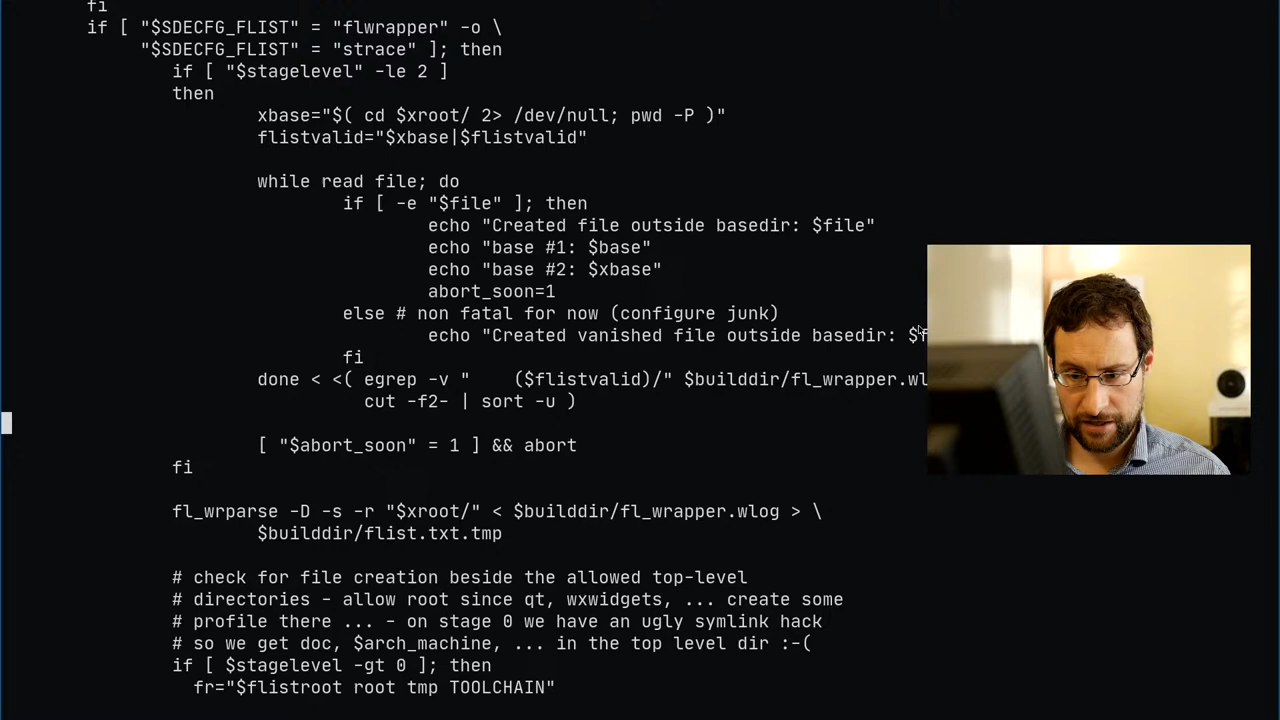 fi
if [ "$SDECFG_FLIST" = "flwrapper" -o \
"$SDECFG_FLIST" = "strace" ]; then
if [ "$stagelevel" -le 2 ]
then
xbase="$( cd $xroot/ 2> /dev/null; pwd -P )"
flistvalid="$xbase|$flistvalid"
while read file; do
if [ -e "$file" ]; then
echo "Created file outside basedir: $file"
echo "base #1: $base"
echo "base #2: $xbase"
abort_soon=1
else # non fatal for now (configure junk)
echo "Created vanished file outside basedir:
fi
done < <( egrep -v "    ($flistvalid)/" $builddir/fl_wrapper.wl
cut -f2- | sort -u )
[ "$abort_soon" = 1 ] && abort
fi
fl_wrparse -D -s -r "$xroot/" < $builddir/fl_wrapper.wlog > \
$builddir/flist.txt.tmp
# check for file creation beside the allowed top-level
# directories - allow root since qt, wxwidgets, ... create some
# profile there ... - on stage 0 we have an ugly symlink hack
# so we get doc, $arch_machine, ... in the top level dir :-(
if [ $stagelevel -gt 0 ]; then
fr="$flistroot root tmp TOOLCHAIN"